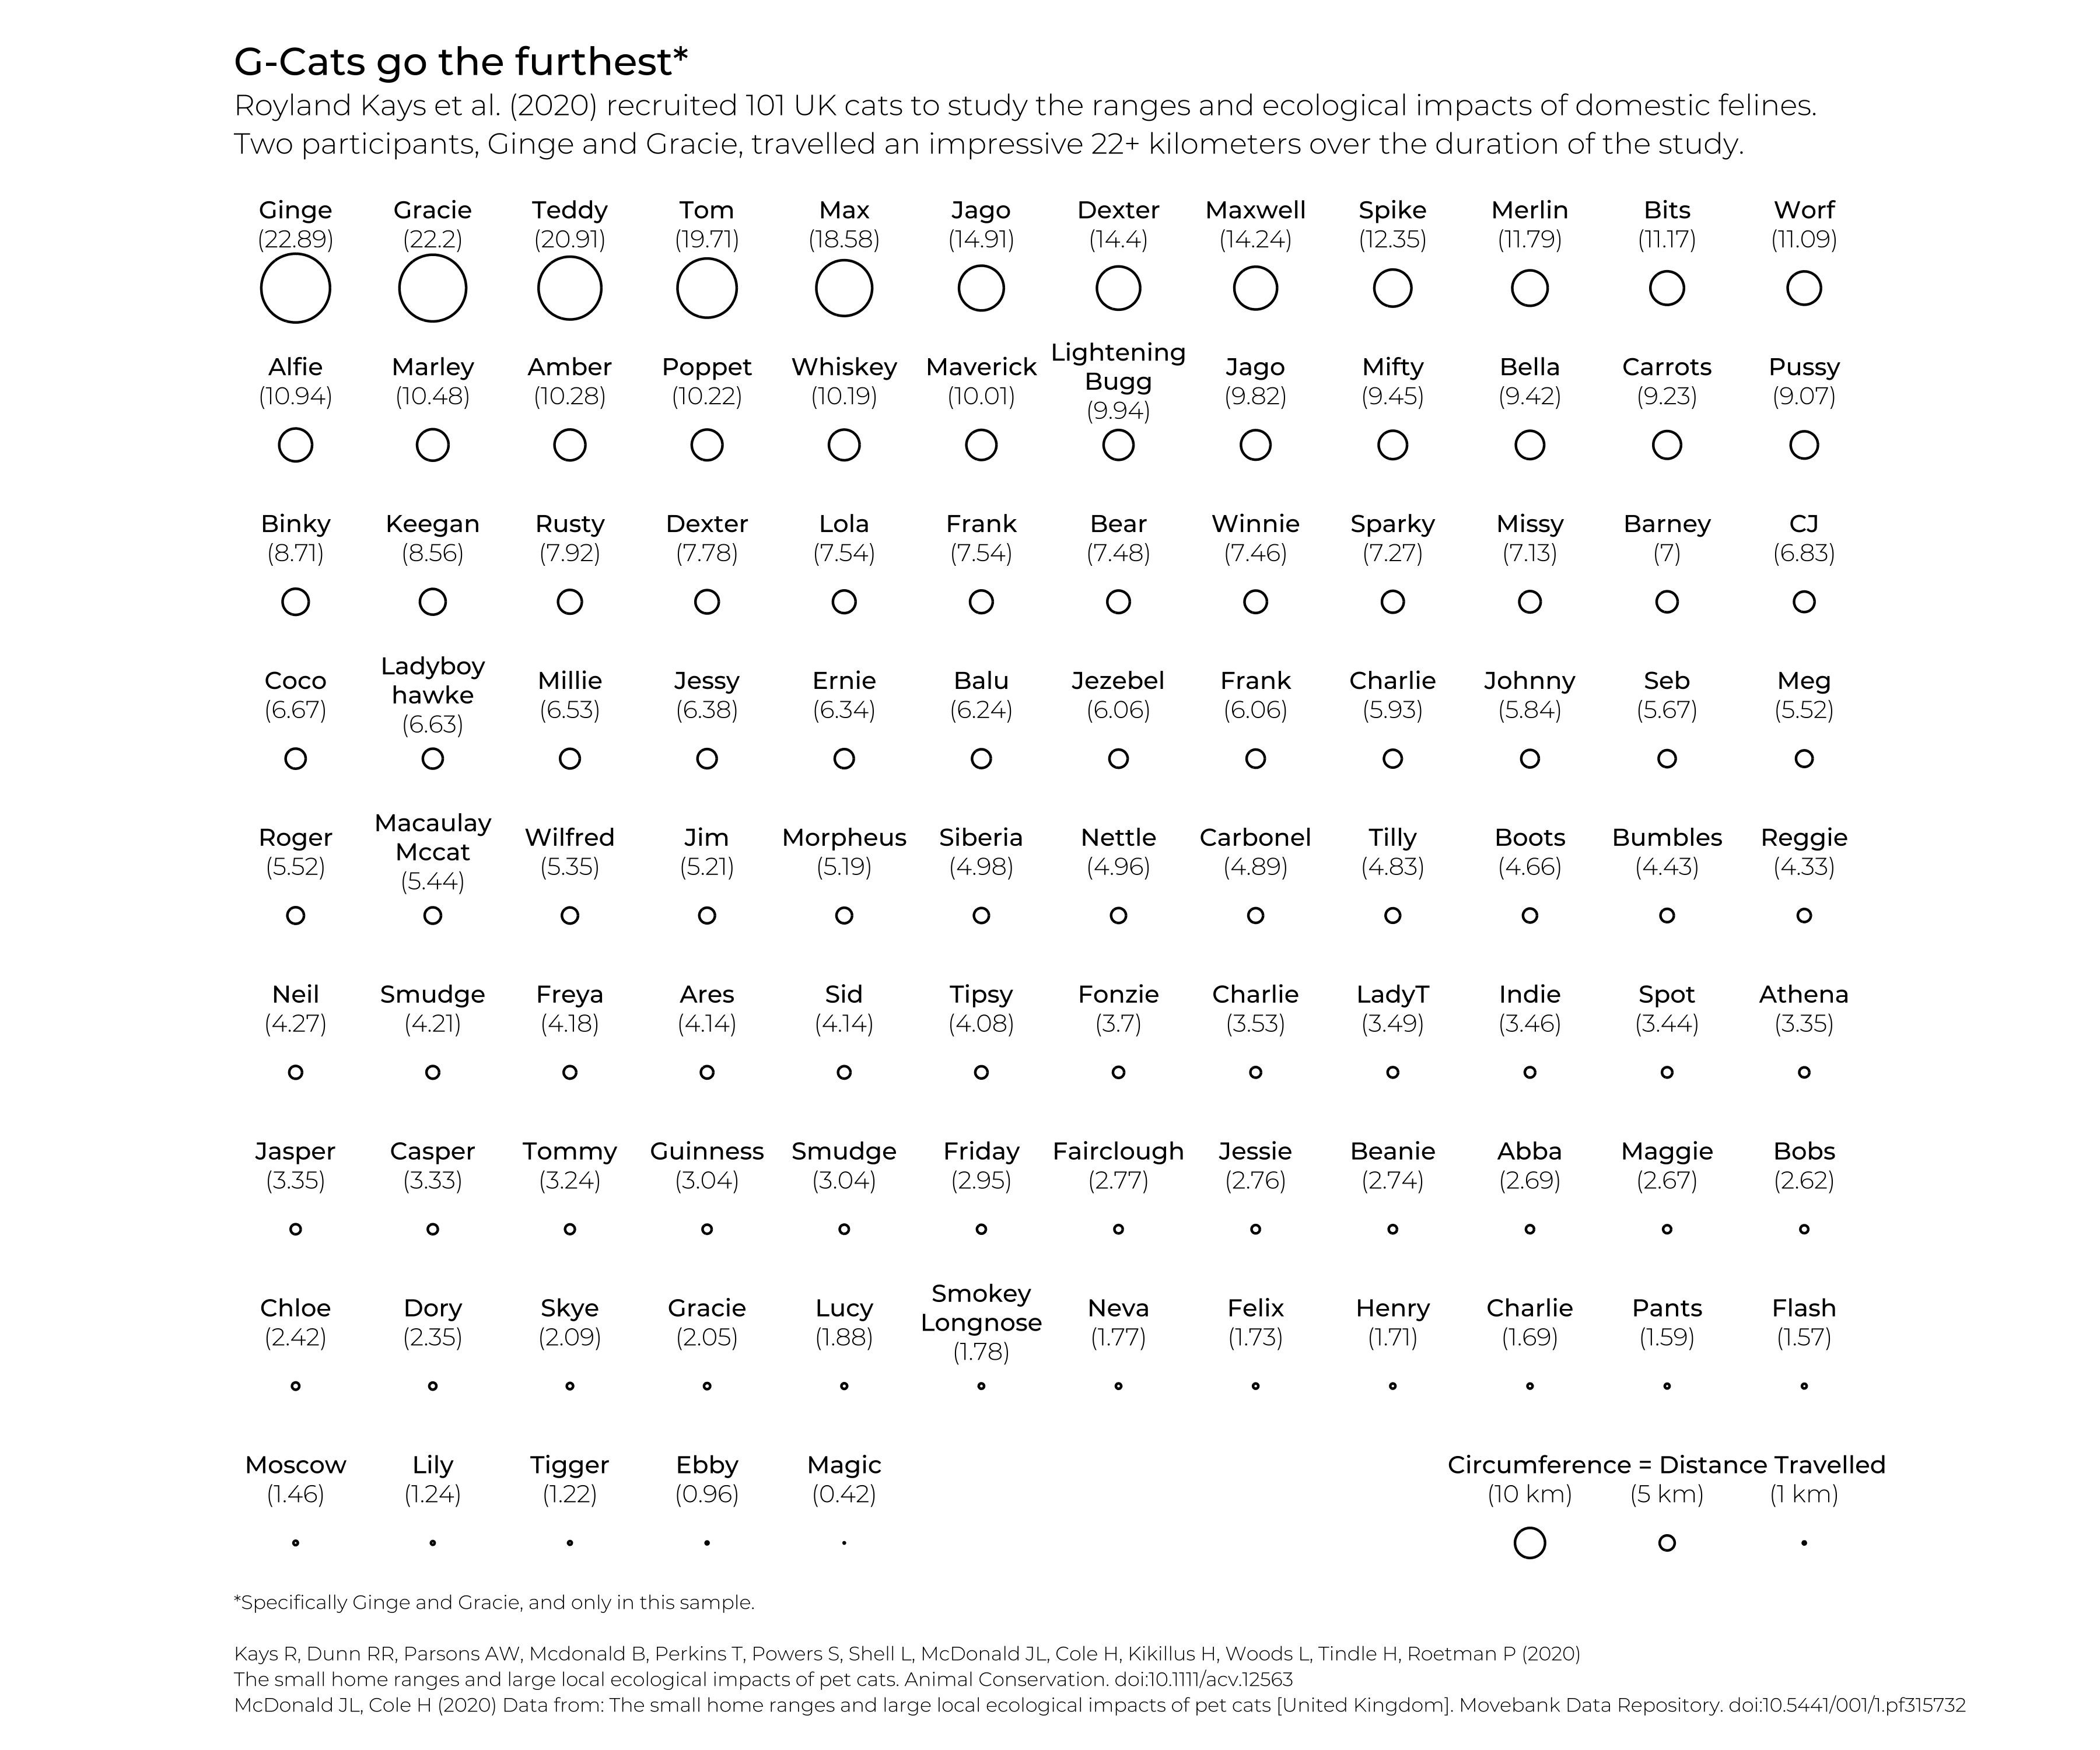 G-Cats go the furthest*
Royland Kays et al. (2020) recruited 101 UK cats to study the ranges and ecological impacts of domestic felines.
Two participants, Ginge and Gracie, travelled an impressive 22+ kilometers over the duration of the study.
Ginge Gracie Teddy Tom Max Jago Dexter Maxwell Spike Merlin Bits Worf
(22.89) (22.2) (20.91) (19.71) (18.58) (14.91) (14.4) (14.24) (12.35) (11.79) (11.17) (11.09)
Alfie Marley Amber Poppet Whiskey Maverick Lightening Bugg Jago Mifty Bella Carrots Pussy
(10.94) (10.48) (10.28) (10.22) (10.19) (10.01) (9.94) (9.82) (9.45) (9.42) (9.23) (9.07)
Binky Keegan Rusty Dexter Lola Frank Bear Winnie Sparky Missy Barney CJ
(8.71) (8.56) (7.92) (7.78) (7.54) (7.54) (7.48) (7.46) (7.27) (7.13) (7) (6.83)
Coco Ladyboy hawke Millie Jessy Ernie Balu Jezebel Frank Charlie Johnny Seb Meg
(6.67) (6.63) (6.53) (6.38) (6.34) (6.24) (6.06) (6.06) (5.93) (5.84) (5.67) (5.52)
Roger Macaulay Mccat Wilfred Jim Morpheus Siberia Nettle Carbonel Tilly Boots Bumbles Reggie
(5.52) (5.44) (5.35) (5.21) (5.19) (4.98) (4.96) (4.89) (4.83) (4.66) (4.43) (4.33)
Neil Smudge Freya Ares Sid Tipsy Fonzie Charlie LadyT Indie Spot Athena
(4.27) (4.21) (4.18) (4.14) (4.14) (4.08) (3.7) (3.53) (3.49) (3.46) (3.44) (3.35)
Jasper Casper Tommy Guinness Smudge Friday Fairclough Jessie Beanie Abba Maggie Bobs
(3.35) (3.33) (3.24) (3.04) (3.04) (2.95) (2.77) (2.76) (2.74) (2.69) (2.67) (2.62)
Chloe Dory Skye Gracie Lucy Smokey Longnose Neva Felix Henry Charlie Pants Flash
(2.42) (2.35) (2.09) (2.05) (1.88) (1.78) (1.77) (1.73) (1.71) (1.69) (1.59) (1.57)
Moscow Lily Tigger Ebby Magic
(1.46) (1.24) (1.22) (0.96) (0.42)
Circumference = Distance Travelled
(10 km) (5 km) (1 km)
*Specifically Ginge and Gracie, and only in this sample.
Kays R, Dunn RR, Parsons AW, Mcdonald B, Perkins T, Powers S, Shell L, McDonald JL, Cole H, Kikillus H, Woods L, Tindle H, Roetman P (2020)
The small home ranges and large local ecological impacts of pet cats. Animal Conservation. doi:10.1111/acv.12563
McDonald JL, Cole H (2020) Data from: The small home ranges and large local ecological impacts of pet cats [United Kingdom]. Movebank Data Repository. doi:10.5441/001/1.pf315732